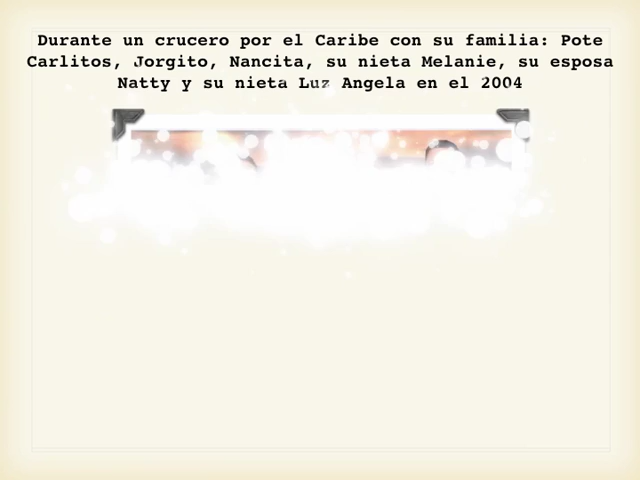 Durante un crucero por el Caribe con su familia: Pote
Carlitos, Jorgito, Nancita, su nieta Melanie, su esposa
Natty y su nieta Luz Angela en el 2004